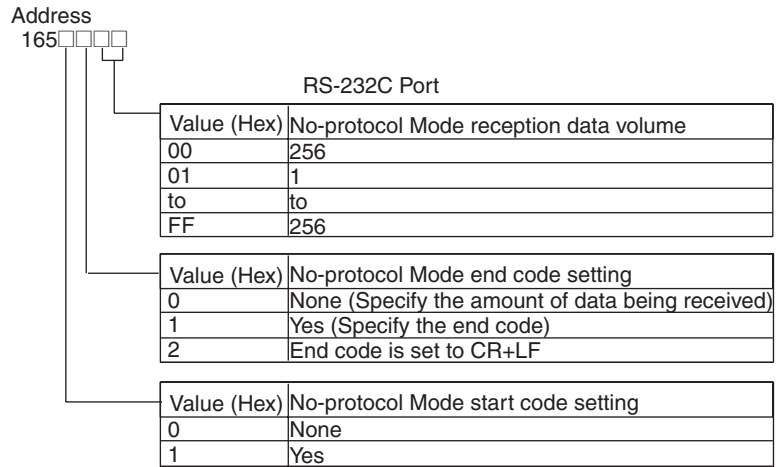 Address
165□□□□
RS-232C Port
Value (Hex) No-protocol Mode reception data volume
00 256
01 1
to to
FF 256
Value (Hex) No-protocol Mode end code setting
0 None (Specify the amount of data being received)
1 Yes (Specify the end code)
2 End code is set to CR+LF
Value (Hex) No-protocol Mode start code setting
0 None
1 Yes